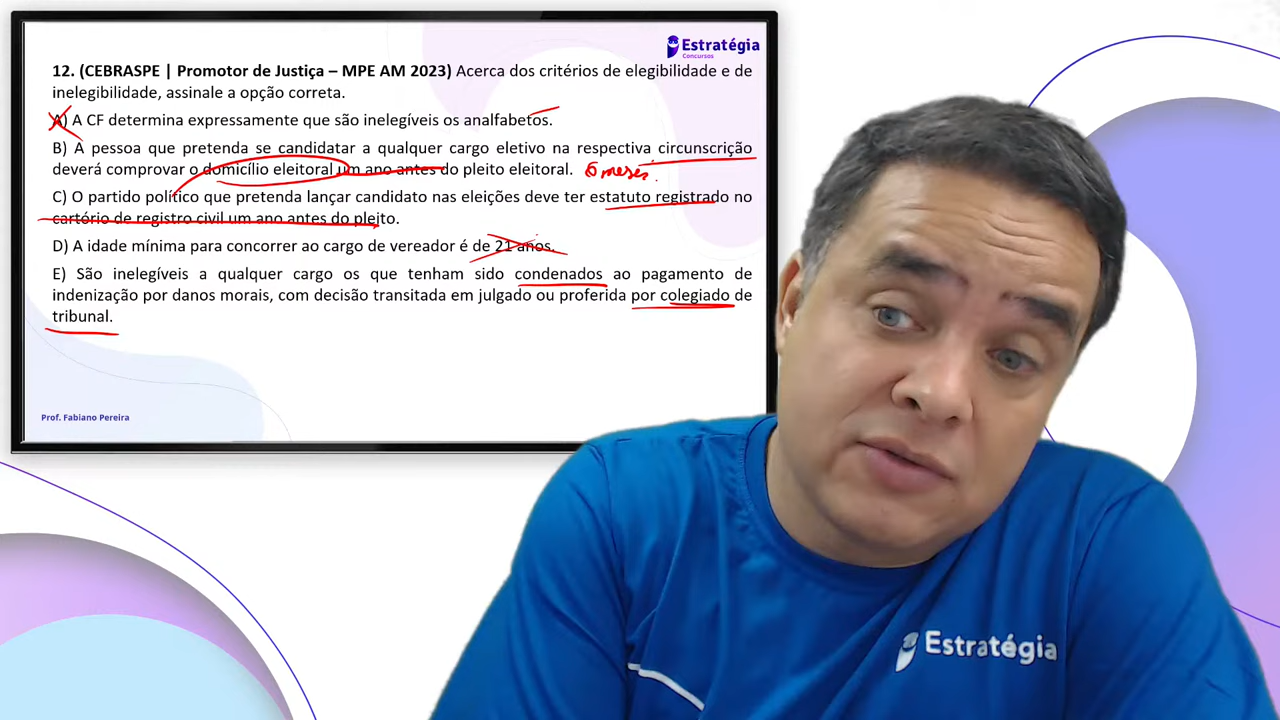 Estratégia
Concursos
12. (CEBRASPE | Promotor de Justiça – MPE AM 2023) Acerca dos critérios de elegibilidade e de
inelegibilidade, assinale a opção correta.
A) A CF determina expressamente que são inelegíveis os analfabetos.
B) A pessoa que pretenda se candidatar a qualquer cargo eletivo na respectiva circunscrição
deverá comprovar o domicílio eleitoral um ano antes do pleito eleitoral. 6 meses.
C) O partido político que pretenda lançar candidato nas eleições deve ter estatuto registrado no
cartório de registro civil um ano antes do pleito.
D) A idade mínima para concorrer ao cargo de vereador é de 21 anos.
E) São inelegíveis a qualquer cargo os que tenham sido condenados ao pagamento de
indenização por danos morais, com decisão transitada em julgado ou proferida por colegiado de
tribunal.
Prof. Fabiano Pereira
Estratégia